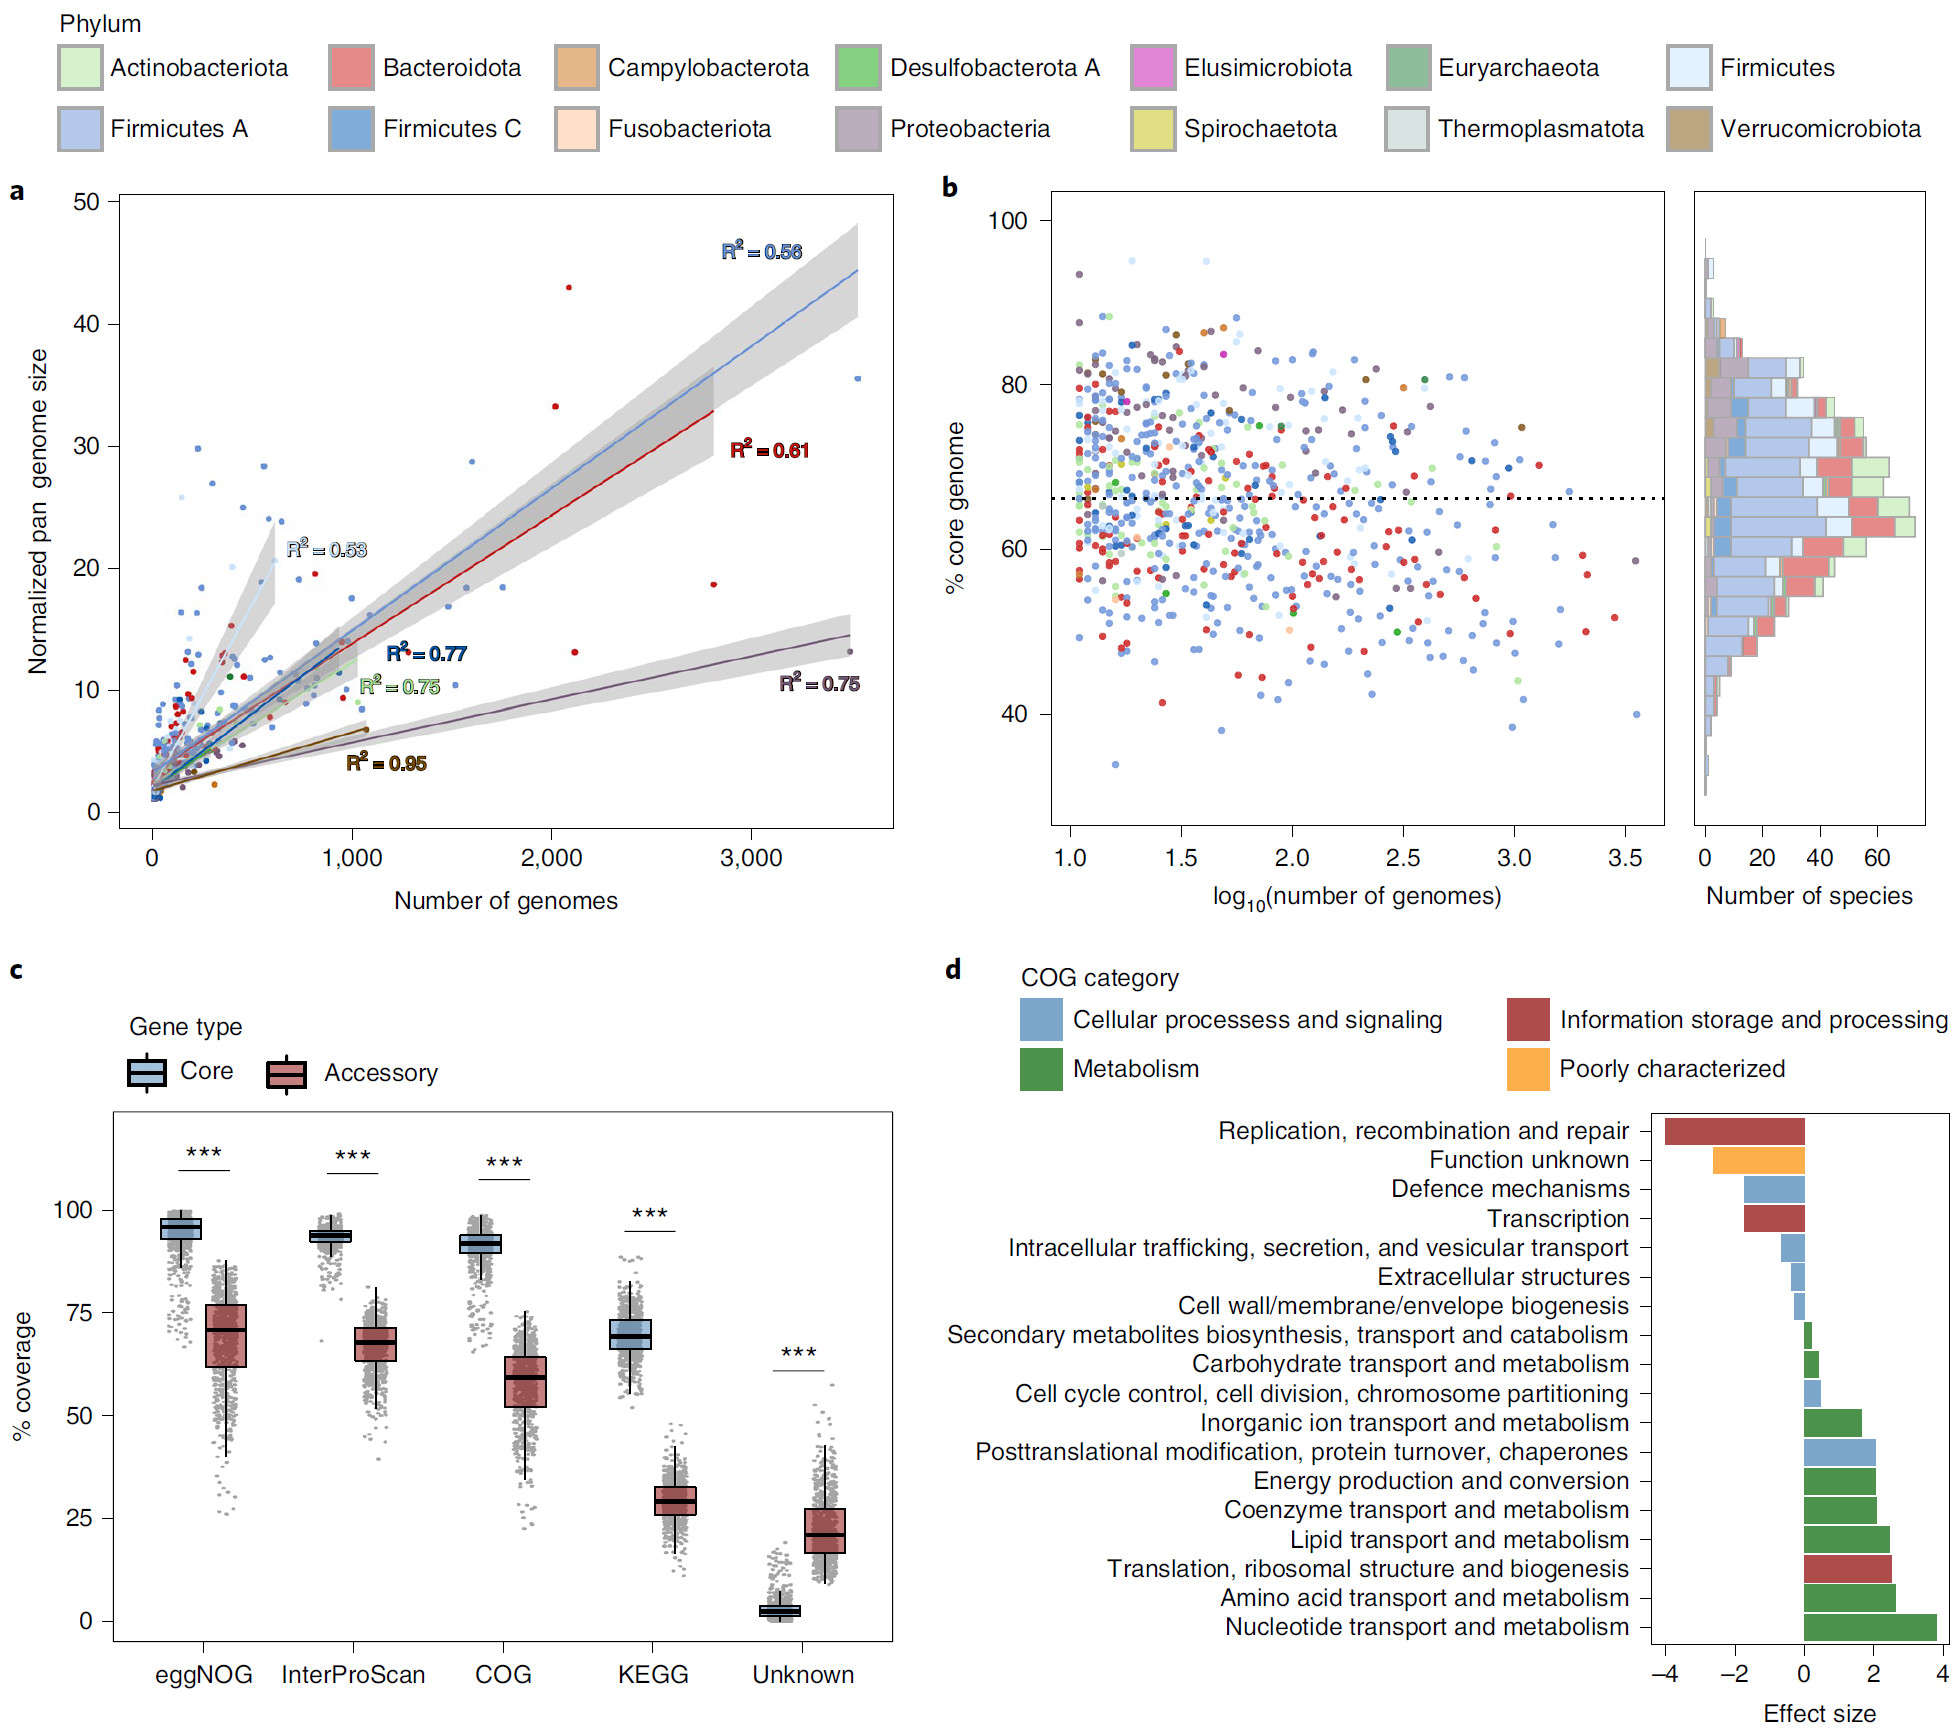 Phylum
Actinobacteriota Bacteroidota Campylobacterota Desulfobacterota A Elusimicrobiota Euryarchaeota Firmicutes
Firmicutes A Firmicutes C Fusobacteriota Proteobacteria Spirochaetota Thermoplasmatota Verrucomicrobiota
a
Normalized pan genome size
50
40
30
20
10
0
R² = 0.56
R² = 0.61
R² = 0.53
R² = 0.77
R² = 0.75
R² = 0.75
R² = 0.95
0 1,000 2,000 3,000
Number of genomes
b
% core genome
100
80
60
40
1.0 1.5 2.0 2.5 3.0 3.5
log₁₀(number of genomes)
0 20 40 60
Number of species
c
Gene type
Core Accessory
% coverage
100
75
50
25
0
***
***
***
***
***
eggNOG InterProScan COG KEGG Unknown
d
COG category
Cellular processess and signaling Information storage and processing
Metabolism Poorly characterized
Replication, recombination and repair
Function unknown
Defence mechanisms
Transcription
Intracellular trafficking, secretion, and vesicular transport
Extracellular structures
Cell wall/membrane/envelope biogenesis
Secondary metabolites biosynthesis, transport and catabolism
Carbohydrate transport and metabolism
Cell cycle control, cell division, chromosome partitioning
Inorganic ion transport and metabolism
Posttranslational modification, protein turnover, chaperones
Energy production and conversion
Coenzyme transport and metabolism
Lipid transport and metabolism
Translation, ribosomal structure and biogenesis
Amino acid transport and metabolism
Nucleotide transport and metabolism
–4 –2 0 2 4
Effect size